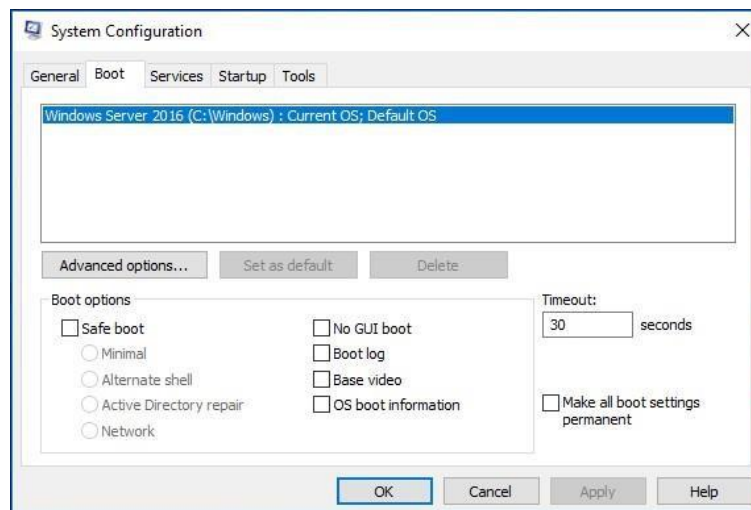 System Configuration
General Boot Services Startup Tools
Windows Server 2016 (C:\Windows) : Current OS; Default OS
Advanced options... Set as default Delete
Boot options
Timeout:
Safe boot No GUI boot 30 seconds
Minimal Boot log
Alternate shell Base video
Active Directory repair OS boot information Make all boot settings
permanent
Network
OK Cancel Apply Help